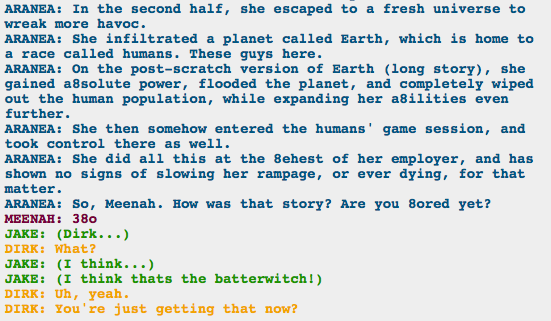 ARANEA: In the second half, she escaped to a fresh universe to
wreak more havoc.
ARANEA: She infiltrated a planet called Earth, which is home to
a race called humans. These guys here.
ARANEA: On the post-scratch version of Earth (long story), she
gained a8solute power, flooded the planet, and completely wiped
out the human population, while expanding her a8ilities even
further.
ARANEA: She then somehow entered the humans' game session, and
took control there as well.
ARANEA: She did all this at the 8ehest of her employer, and has
shown no signs of slowing her rampage, or ever dying, for that
matter.
ARANEA: So, Meenah. How was that story? Are you 8ored yet?
MEENAH: 38o
JAKE: (Dirk...)
DIRK: What?
JAKE: (I think...)
JAKE: (I think thats the batterwitch!)
DIRK: Uh, yeah.
DIRK: You're just getting that now?